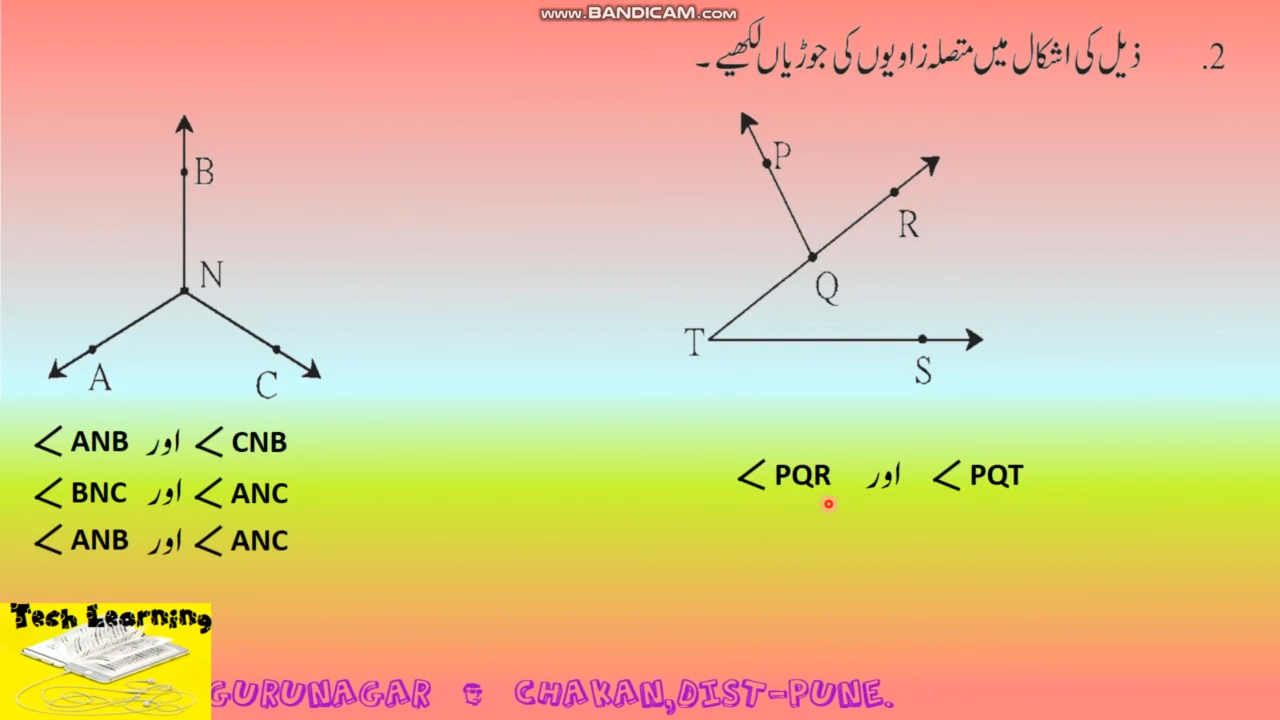 www.BANDICAM.com
2. ذیل کی اشکال میں متصلہ زاویوں کی جوڑیاں لکھیے ۔
B
N
A
C
P
R
Q
T
S
< ANB اور < CNB
< BNC اور < ANC
< ANB اور < ANC
< PQR اور < PQT
Tech Learning
GURUNAGAR CHAKAN,DIST-PUNE.